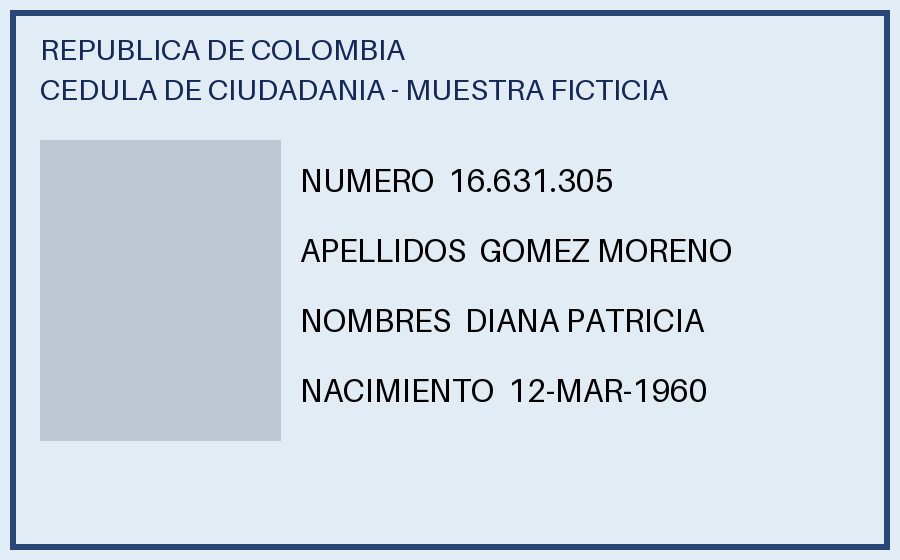 REPUBLICA DE COLOMBIA
CEDULA DE CIUDADANIA - MUESTRA FICTICIA
NUMERO 16.631.305
APELLIDOS GOMEZ MORENO
NOMBRES DIANA PATRICIA
NACIMIENTO 12-MAR-1960